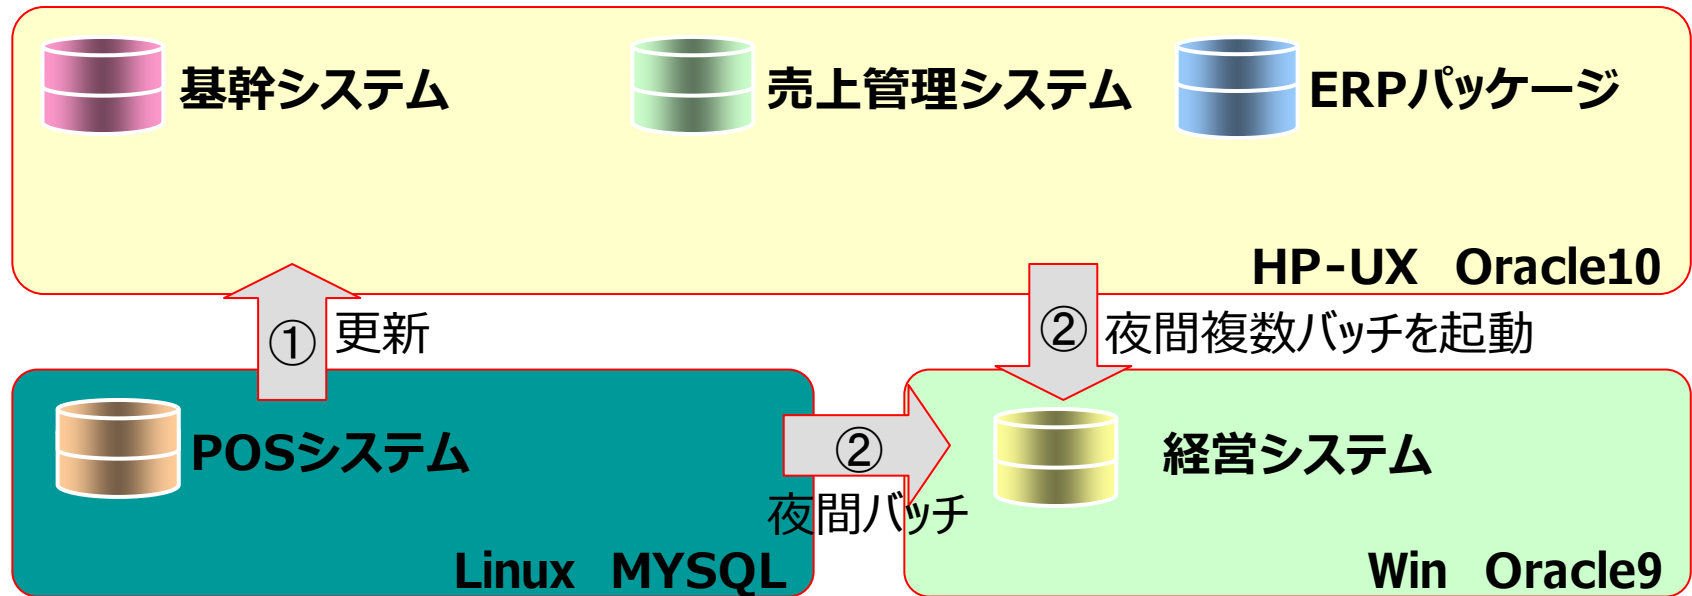 基幹システム
売上管理システム
ERPパッケージ
HP-UX Oracle10
① 更新
② 夜間複数バッチを起動
POSシステム
②
夜間バッチ
経営システム
Linux MYSQL
Win Oracle9